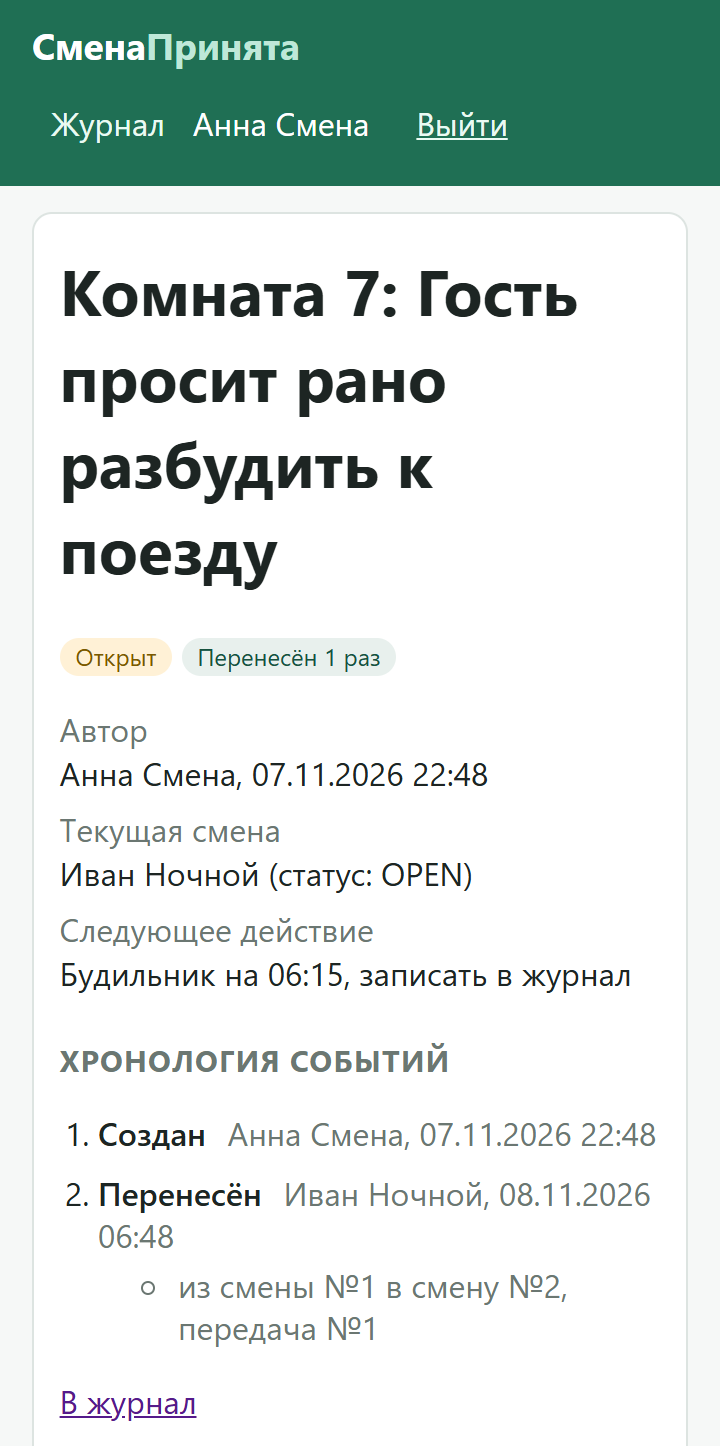 СменаПринята
Журнал Анна Смена Выйти
Комната 7: Гость
просит рано
разбудить к
поезду
Открыт Перенесён 1 раз
Автор
Анна Смена, 07.11.2026 22:48
Текущая смена
Иван Ночной (статус: OPEN)
Следующее действие
Будильник на 06:15, записать в журнал
ХРОНОЛОГИЯ СОБЫТИЙ
1. Создан Анна Смена, 07.11.2026 22:48
2. Перенесён Иван Ночной, 08.11.2026
06:48
из смены №1 в смену №2,
передача №1
В журнал